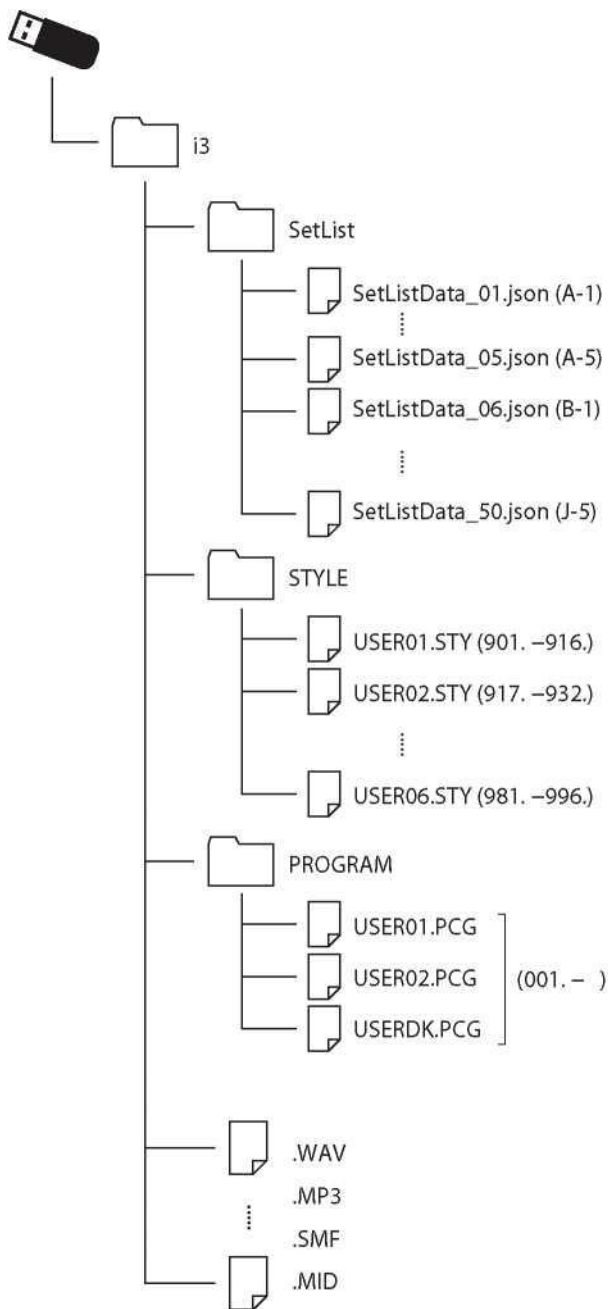 i3
SetList
SetListData_01.json (A-1)
SetListData_05.json (A-5)
SetListData_06.json (B-1)
SetListData_50.json (J-5)
STYLE
USER01.STY (901. –916.)
USER02.STY (917. –932.)
USER06.STY (981. –996.)
PROGRAM
USER01.PCG
USER02.PCG
(001. – )
USERDK.PCG
.WAV
.MP3
.SMF
.MID